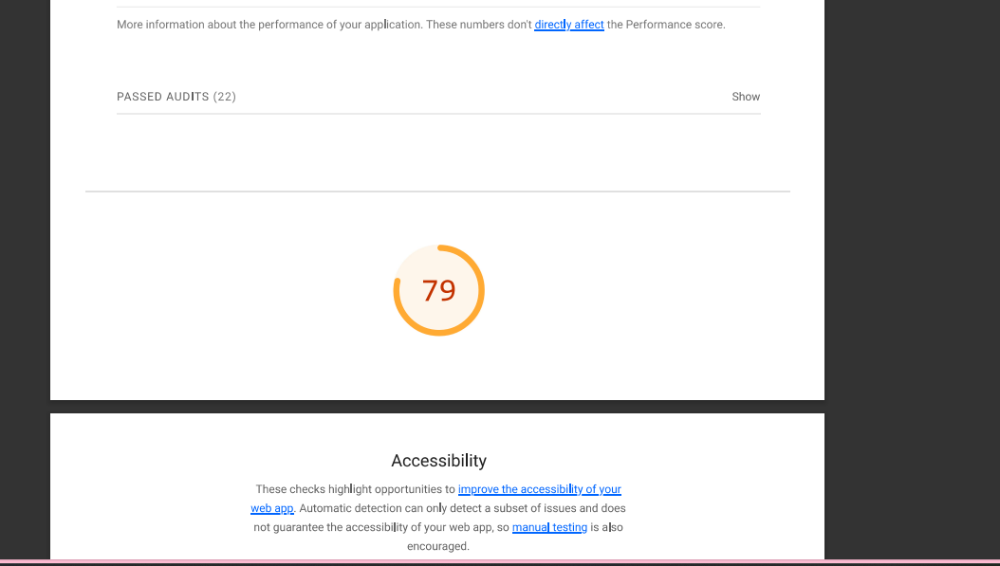 More information about the performance of your application. These numbers don't directly affect the Performance score.
PASSED AUDITS (22)
Show
79
Accessibility
These checks highlight opportunities to improve the accessibility of your
web app. Automatic detection can only detect a subset of issues and does
not guarantee the accessibility of your web app, so manual testing is also
encouraged.